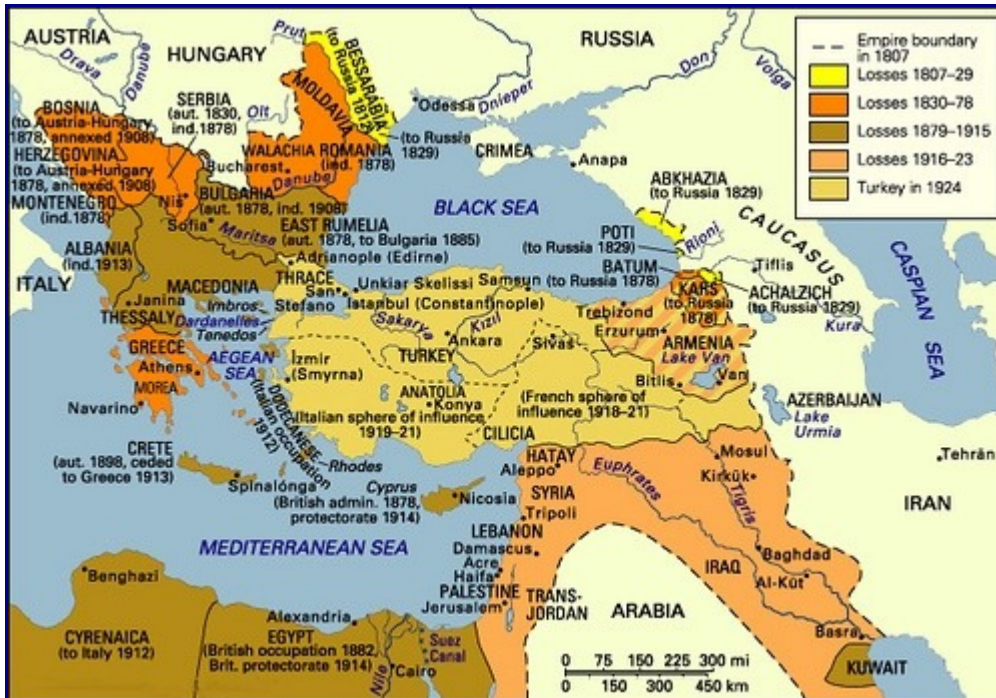 AUSTRIA
Drava
Danube
HUNGARY
Prut
BESSARABIA
(to Russia 1812)
RUSSIA
Don
Volga
Dnieper
Odessa
(to Russia
1829)
CRIMEA
Anapa
BOSNIA
(to Austria-Hungary
1878, annexed 1908)
HERZEGOVINA
(to Austria-Hungary
1878, annexed 1908)
MONTENEGRO
(ind.1878)
SERBIA
(aut. 1830,
ind.1878)
Olt
MOLDAVIA
WALACHIA ROMANIA
(ind. 1878)
Bucharest
Danube
Niš
BULGARIA
(aut. 1878, ind. 1908)
Sofia
Maritsa
EAST RUMELIA
(aut. 1878, to Bulgaria 1885)
Adrianople (Edirne)
BLACK SEA
ABKHAZIA
(to Russia 1829)
POTI
(to Russia 1829)
Rioni
CAUCASUS
CASPIAN
SEA
BATUM
(to Russia 1878)
Tiflis
KARS
(to Russia
1878)
ACHALZICH
(to Russia 1829)
Kura
ITALY
ALBANIA
(ind.1913)
MACEDONIA
THRACE
San
Stefano
Unkiar Skelissi
Istanbul (Constantinople)
Samsun
Trebizond
Erzurum
ARMENIA
Lake Van
Van
Bitlis
Janina
THESSALY
Imbros
Dardanelles
Tenedos
Sakarya
Kızıl
Ankara
Sivas
TURKEY
GREECE
Athens
MOREA
AEGEAN
SEA
İzmir
(Smyrna)
ANATOLIA
Konya
(Italian sphere of influence
1919–21)
(French sphere of
influence 1918–21)
CILICIA
AZERBAIJAN
Lake
Urmia
Navarino
DODECANESE
(Italian occupation
1912)
Rhodes
CRETE
(aut. 1898, ceded
to Greece 1913)
Spinalónga
Cyprus
(British admin. 1878,
protectorate 1914)
Nicosia
HATAY
Aleppo
Euphrates
Mosul
Kirkūk
Tigris
Tehrān
IRAN
SYRIA
Tripoli
LEBANON
Damascus
Acre
Haifa
PALESTINE
Jerusalem
TRANS-
JORDAN
IRAQ
Baghdad
Al-Kūt
Basra
KUWAIT
ARABIA
MEDITERRANEAN SEA
Benghazi
CYRENAICA
(to Italy 1912)
Alexandria
EGYPT
(British occupation 1882,
Brit. protectorate 1914)
Nile
Cairo
Suez
Canal
0 75 150 225 300 mi
0 150 300 450 km
Empire boundary
in 1807
Losses 1807–29
Losses 1830–78
Losses 1879–1915
Losses 1916–23
Turkey in 1924